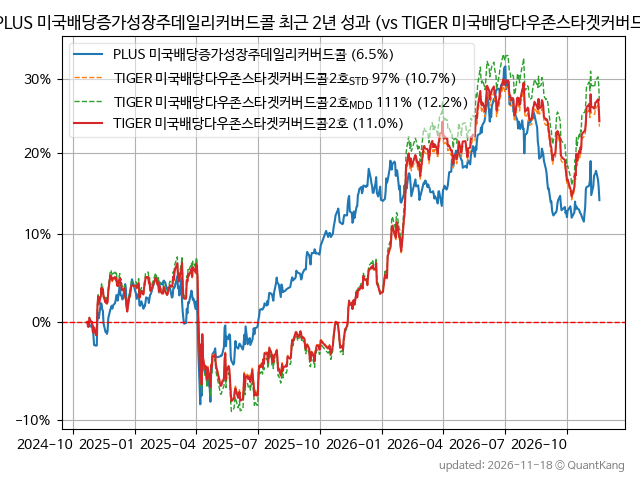 PLUS 미국배당증가성장주데일리커버드콜 최근 2년 성과 (vs TIGER 미국배당다우존스타겟커버드
PLUS 미국배당증가성장주데일리커버드콜 (6.5%)
TIGER 미국배당다우존스타겟커버드콜2호STD 97% (10.7%)
TIGER 미국배당다우존스타겟커버드콜2호MDD 111% (12.2%)
TIGER 미국배당다우존스타겟커버드콜2호 (11.0%)
30%
20%
10%
0%
−10%
2024-10 2025-01 2025-04 2025-07 2025-10 2026-01 2026-04 2026-07 2026-10
updated: 2026-11-18 © QuantKang